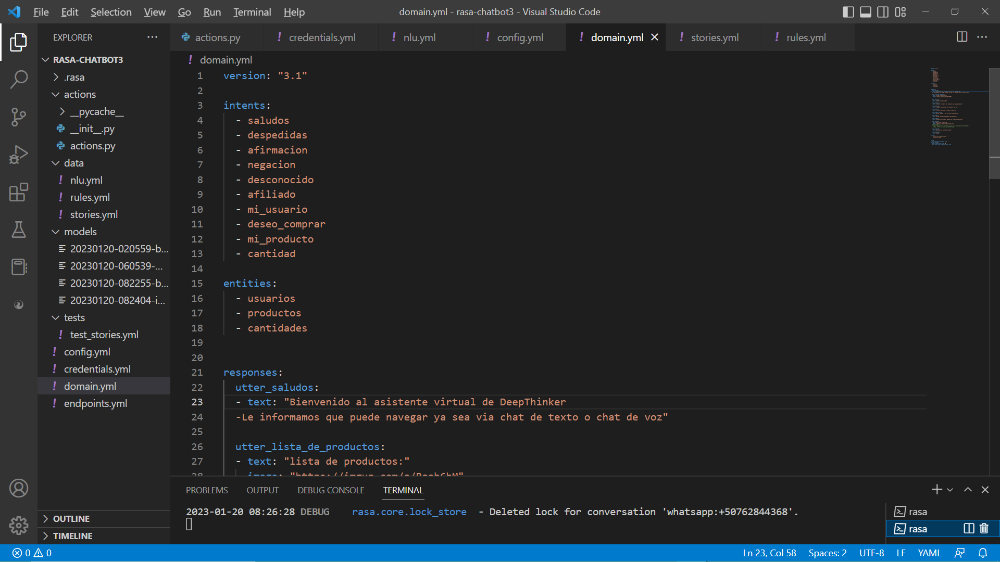 File Edit Selection View Go Run Terminal Help
domain.yml - rasa-chatbot3 - Visual Studio Code
EXPLORER
RASA-CHATBOT3
.rasa
actions
__pycache__
__init__.py
actions.py
data
nlu.yml
rules.yml
stories.yml
models
20230120-020559-b...
20230120-060539-...
20230120-082255-b...
20230120-082404-i...
tests
test_stories.yml
config.yml
credentials.yml
domain.yml
endpoints.yml
OUTLINE
TIMELINE
actions.py credentials.yml nlu.yml config.yml domain.yml stories.yml rules.yml
domain.yml
1 version: "3.1"
2
3 intents:
4 - saludos
5 - despedidas
6 - afirmacion
7 - negacion
8 - desconocido
9 - afiliado
10 - mi_usuario
11 - deseo_comprar
12 - mi_producto
13 - cantidad
14
15 entities:
16 - usuarios
17 - productos
18 - cantidades
19
20
21 responses:
22 utter_saludos:
23 - text: "Bienvenido al asistente virtual de DeepThinker
24 -Le informamos que puede navegar ya sea via chat de texto o chat de voz"
25
26 utter_lista_de_productos:
27 - text: "lista de productos:"
28 image:
PROBLEMS OUTPUT DEBUG CONSOLE TERMINAL
2023-01-20 08:26:28 DEBUG rasa.core.lock_store - Deleted lock for conversation 'whatsapp:+50762844368'.
rasa
rasa
0 0
Ln 23, Col 58 Spaces: 2 UTF-8 LF YAML